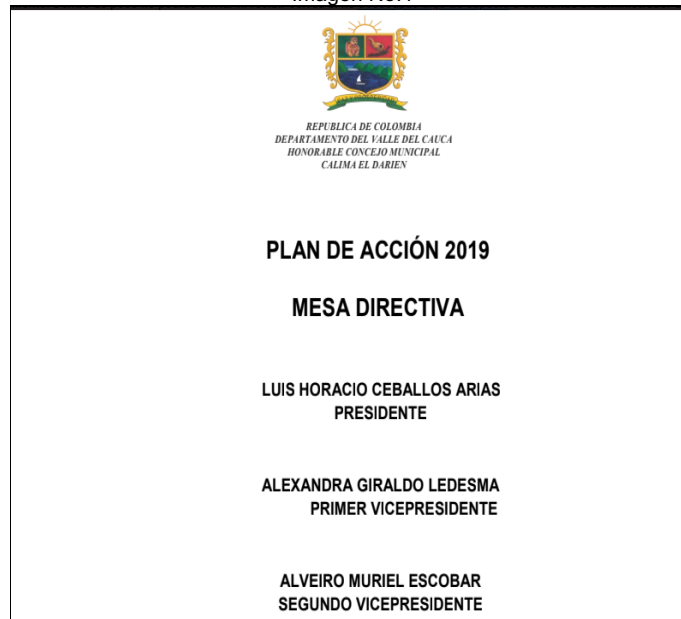 REPUBLICA DE COLOMBIA
DEPARTAMENTO DEL VALLE DEL CAUCA
HONORABLE CONCEJO MUNICIPAL
CALIMA EL DARIEN
PLAN DE ACCIÓN 2019
MESA DIRECTIVA
LUIS HORACIO CEBALLOS ARIAS
PRESIDENTE
ALEXANDRA GIRALDO LEDESMA
PRIMER VICEPRESIDENTE
ALVEIRO MURIEL ESCOBAR
SEGUNDO VICEPRESIDENTE